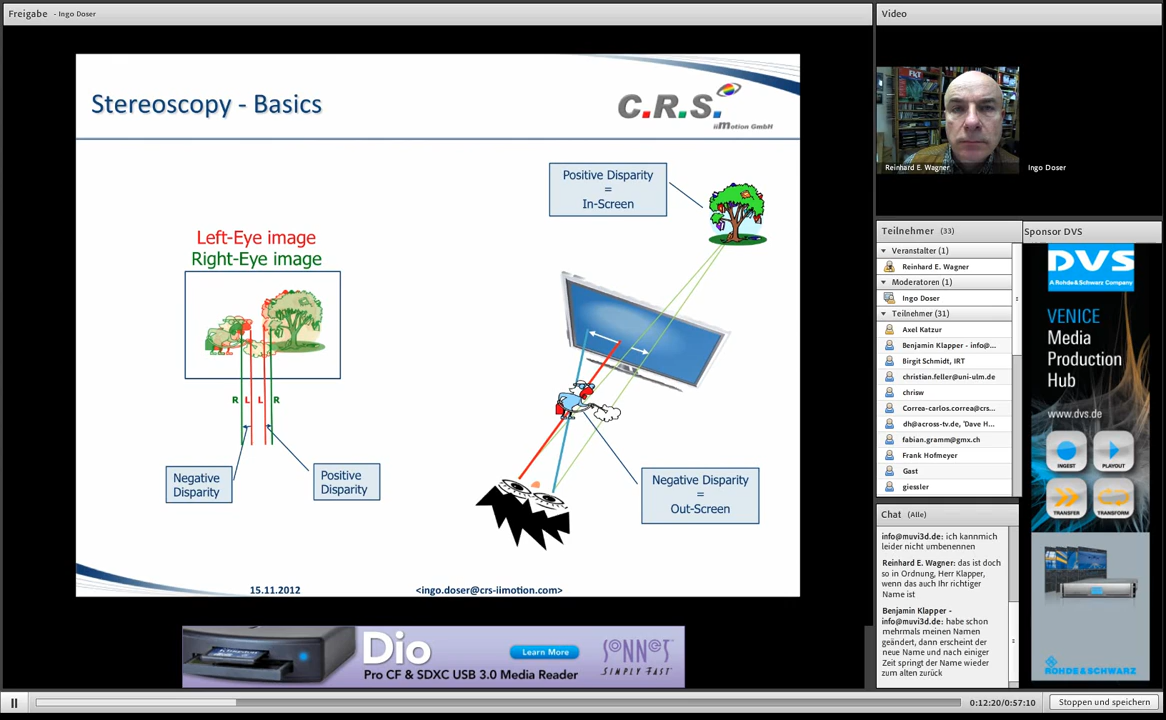 Freigabe - Ingo Doser
Stereoscopy - Basics
C.R.S.
iiMotion GmbH
Positive Disparity
=
In-Screen
Left-Eye image
Right-Eye image
R L L R
Negative
Disparity
Positive
Disparity
Negative Disparity
=
Out-Screen
15.11.2012
<ingo.doser@crs-iimotion.com>
Dio
Pro CF & SDXC USB 3.0 Media Reader
Learn More
SONNET
SIMPLY FAST
Video
FKT
Reinhard E. Wagner
Ingo Doser
Teilnehmer (33)
Veranstalter (1)
Reinhard E. Wagner
Moderatoren (1)
Ingo Doser
Teilnehmer (31)
Axel Katzur
Benjamin Klapper - info@...
Birgit Schmidt, IRT
christian.feller@uni-ulm.de
chrisw
Correa-carlos.correa@crs...
dh@across-tv.de, 'Dave H...
fabian.gramm@gmx.ch
Frank Hofmeyer
Gast
giessler
Chat (Alle)
info@muvi3d.de: ich kannmich
leider nicht umbenennen
Reinhard E. Wagner: das ist doch
so in Ordnung, Herr Klapper,
wenn das auch Ihr richtiger
Name ist
Benjamin Klapper -
info@muvi3d.de: habe schon
mehrmals meinen Namen
geändert, dann erscheint der
neue Name und nach einiger
Zeit springt der Name wieder
zum alten zurück
Sponsor DVS
DVS
A Rohde&Schwarz Company
VENICE
Media
Production
Hub
www.dvs.de
INGEST
PLAYOUT
TRANSFER
TRANSFORM
ROHDE&SCHWARZ
0:12:20/0:57:10
Stoppen und speichern